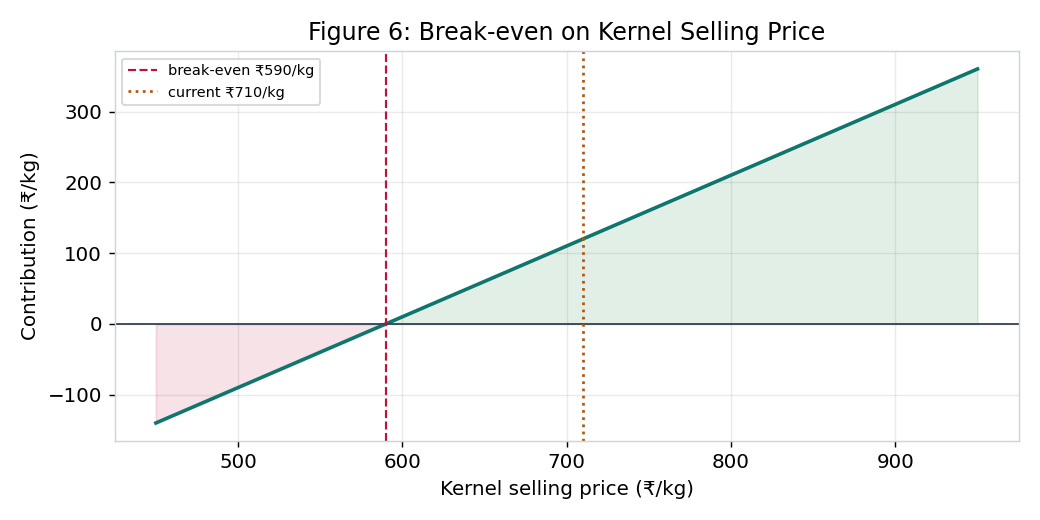 Figure 6: Break-even on Kernel Selling Price
break-even ₹590/kg
current ₹710/kg
Contribution (₹/kg)
300
200
100
0
−100
500 600 700 800 900
Kernel selling price (₹/kg)